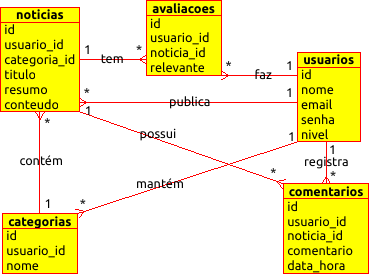 noticias
id
usuario_id
categoria_id
titulo
resumo
conteudo
avaliacoes
id
usuario_id
noticia_id
relevante
usuarios
id
nome
email
senha
nivel
categorias
id
usuario_id
nome
comentarios
id
usuario_id
noticia_id
comentario
data_hora
1
tem
*
*
faz
1
*
publica
1
1
possui
*
*
contém
1
1
mantém
*
1
registra
*